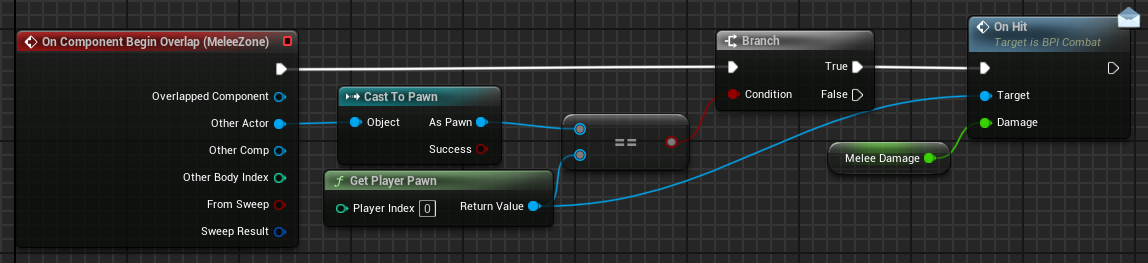 On Component Begin Overlap (MeleeZone)
Overlapped Component
Other Actor
Other Comp
Other Body Index
From Sweep
Sweep Result
Cast To Pawn
Object
As Pawn
Success
f Get Player Pawn
Player Index 0
Return Value
==
Branch
True
Condition
False
On Hit
Target is BPI Combat
Target
Damage
Melee Damage